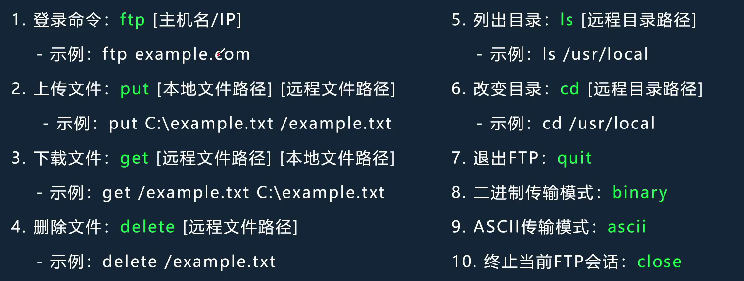 1. 登录命令：ftp [主机名/IP]
- 示例：ftp example.com
2. 上传文件：put [本地文件路径] [远程文件路径]
- 示例：put C:\example.txt /example.txt
3. 下载文件：get [远程文件路径] [本地文件路径]
- 示例：get /example.txt C:\example.txt
4. 删除文件：delete [远程文件路径]
- 示例：delete /example.txt
5. 列出目录：ls [远程目录路径]
- 示例：ls /usr/local
6. 改变目录：cd [远程目录路径]
- 示例：cd /usr/local
7. 退出FTP：quit
8. 二进制传输模式：binary
9. ASCII传输模式：ascii
10. 终止当前FTP会话：close